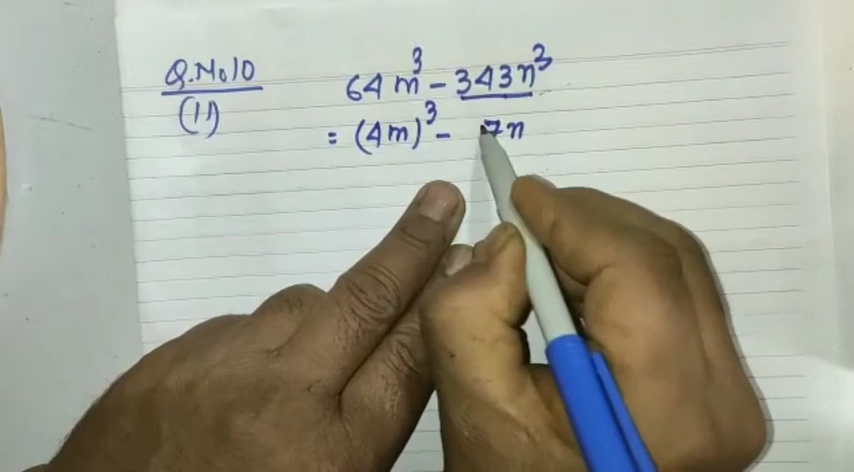 Q.No10
(11)
64m³ - 343n³
= (4m)³ - 7n